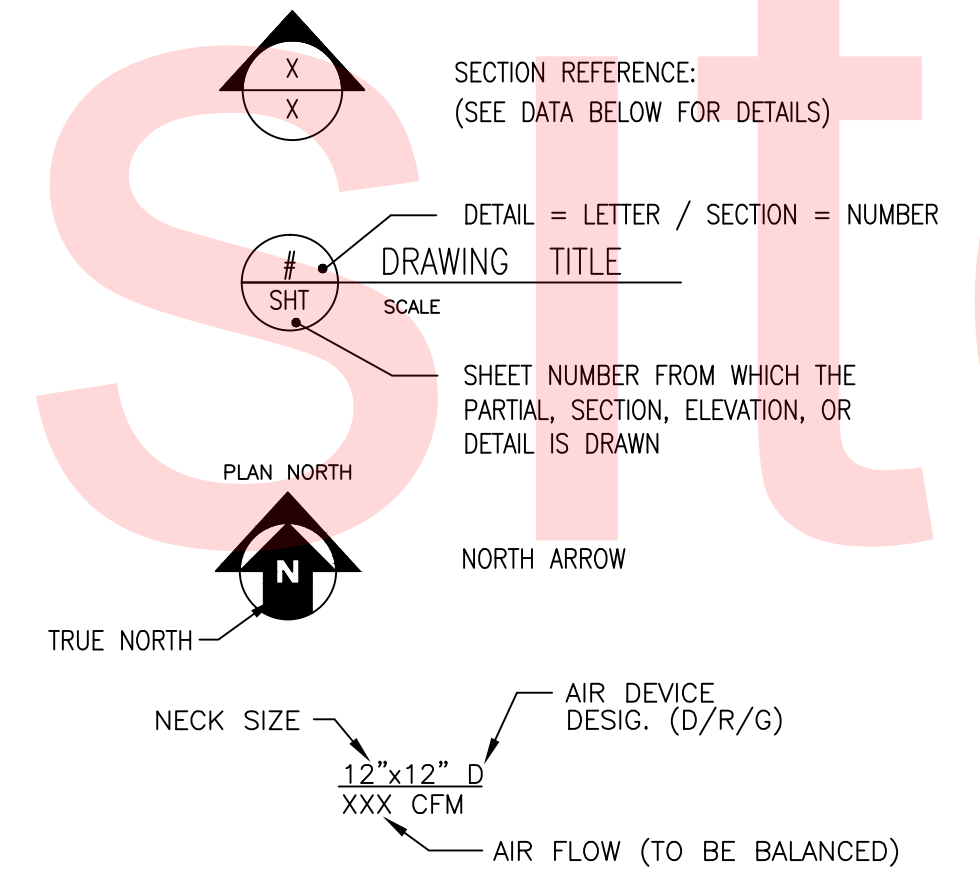 X
X
SECTION REFERENCE:
(SEE DATA BELOW FOR DETAILS)
DETAIL = LETTER / SECTION = NUMBER
#
DRAWING TITLE
SHT
SCALE
SHEET NUMBER FROM WHICH THE
PARTIAL, SECTION, ELEVATION, OR
DETAIL IS DRAWN
PLAN NORTH
N
NORTH ARROW
TRUE NORTH
AIR DEVICE
DESIG. (D/R/G)
NECK SIZE
12"x12" D
XXX CFM
AIR FLOW (TO BE BALANCED)